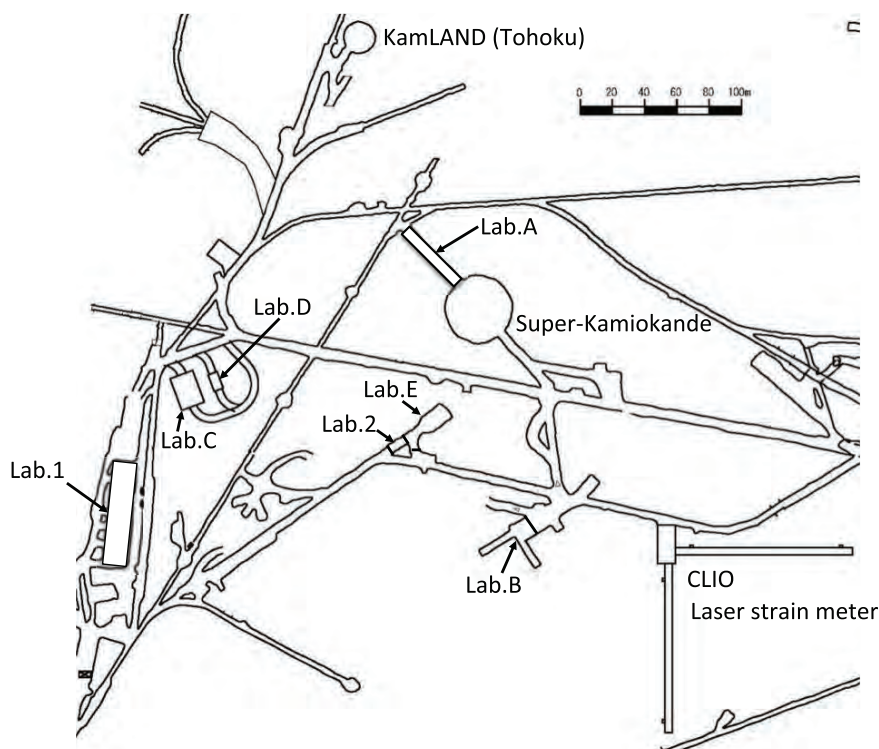 KamLAND (Tohoku)
0 20 40 60 80 100m
Lab.A
Lab.D
Super-Kamiokande
Lab.E
Lab.2
Lab.C
Lab.1
Lab.B
CLIO
Laser strain meter